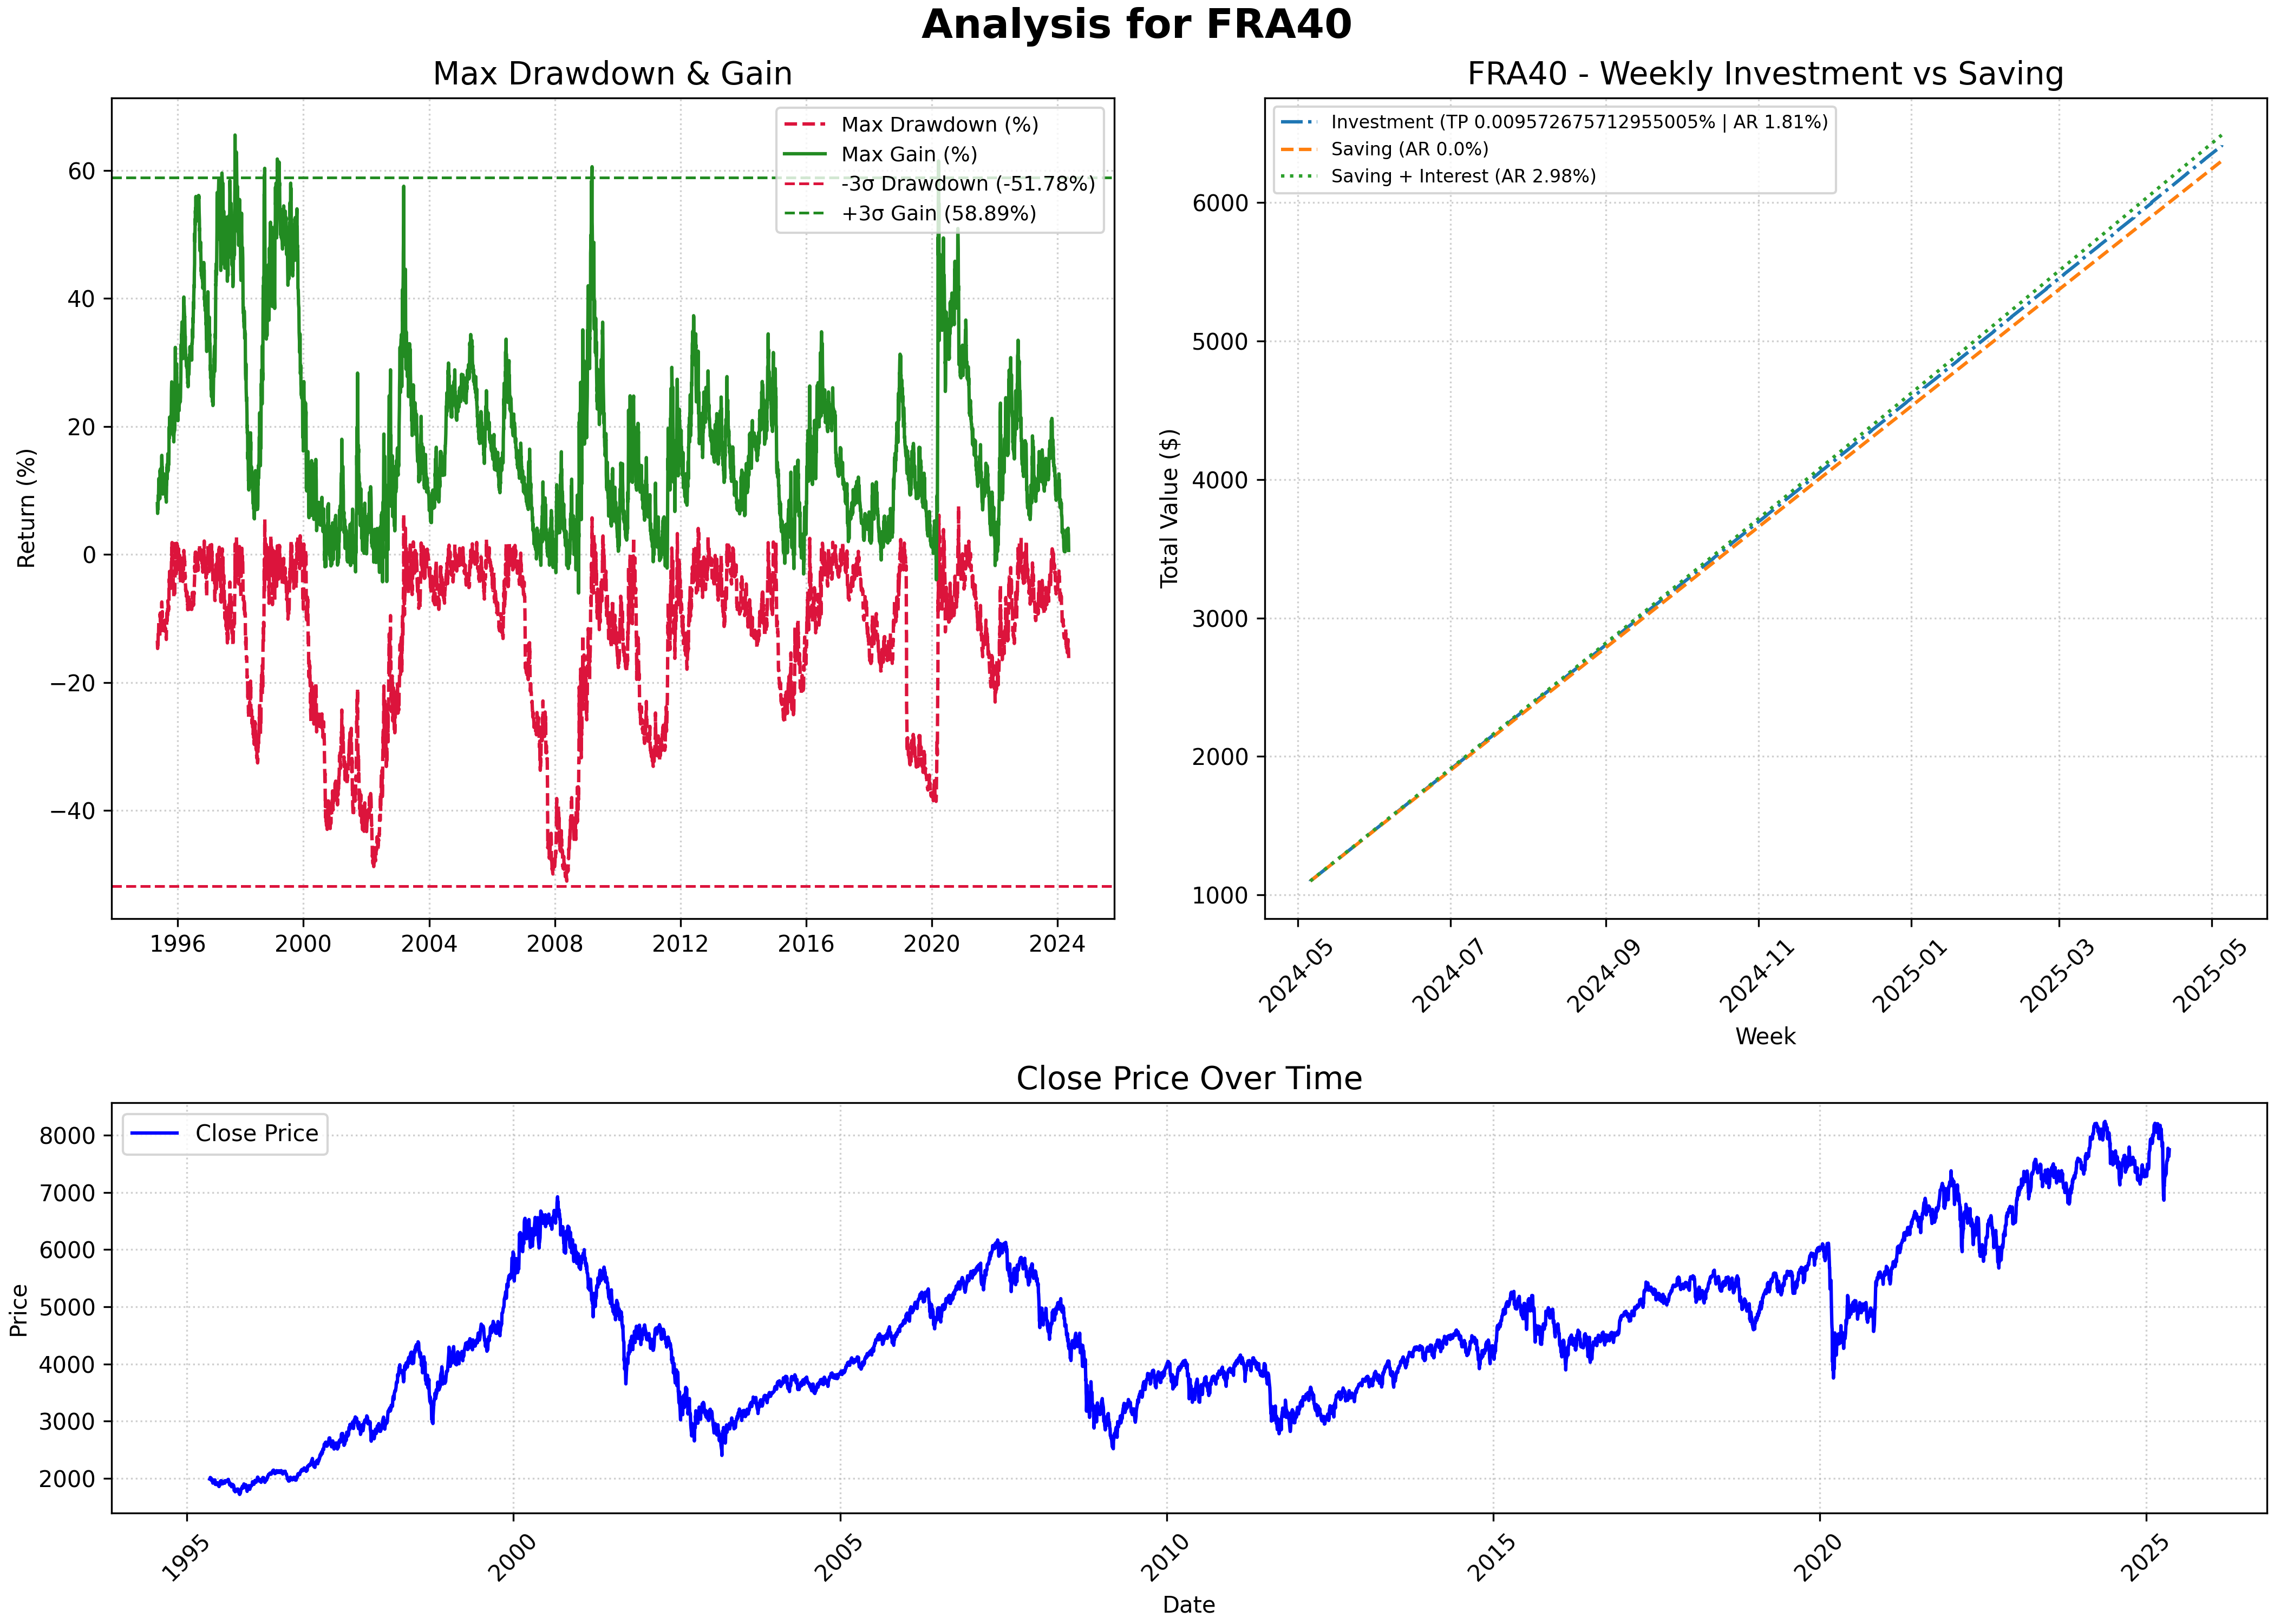 Analysis for FRA40
Max Drawdown & Gain
Return (%)
60
40
20
0
−20
−40
1996 2000 2004 2008 2012 2016 2020 2024
Max Drawdown (%)
Max Gain (%)
-3σ Drawdown (-51.78%)
+3σ Gain (58.89%)
FRA40 - Weekly Investment vs Saving
Investment (TP 0.009572675712955005% | AR 1.81%)
Saving (AR 0.0%)
Saving + Interest (AR 2.98%)
Total Value ($)
6000
5000
4000
3000
2000
1000
2024-05 2024-07 2024-09 2024-11 2025-01 2025-03 2025-05
Week
Close Price Over Time
Close Price
Price
8000
7000
6000
5000
4000
3000
2000
1995 2000 2005 2010 2015 2020 2025
Date